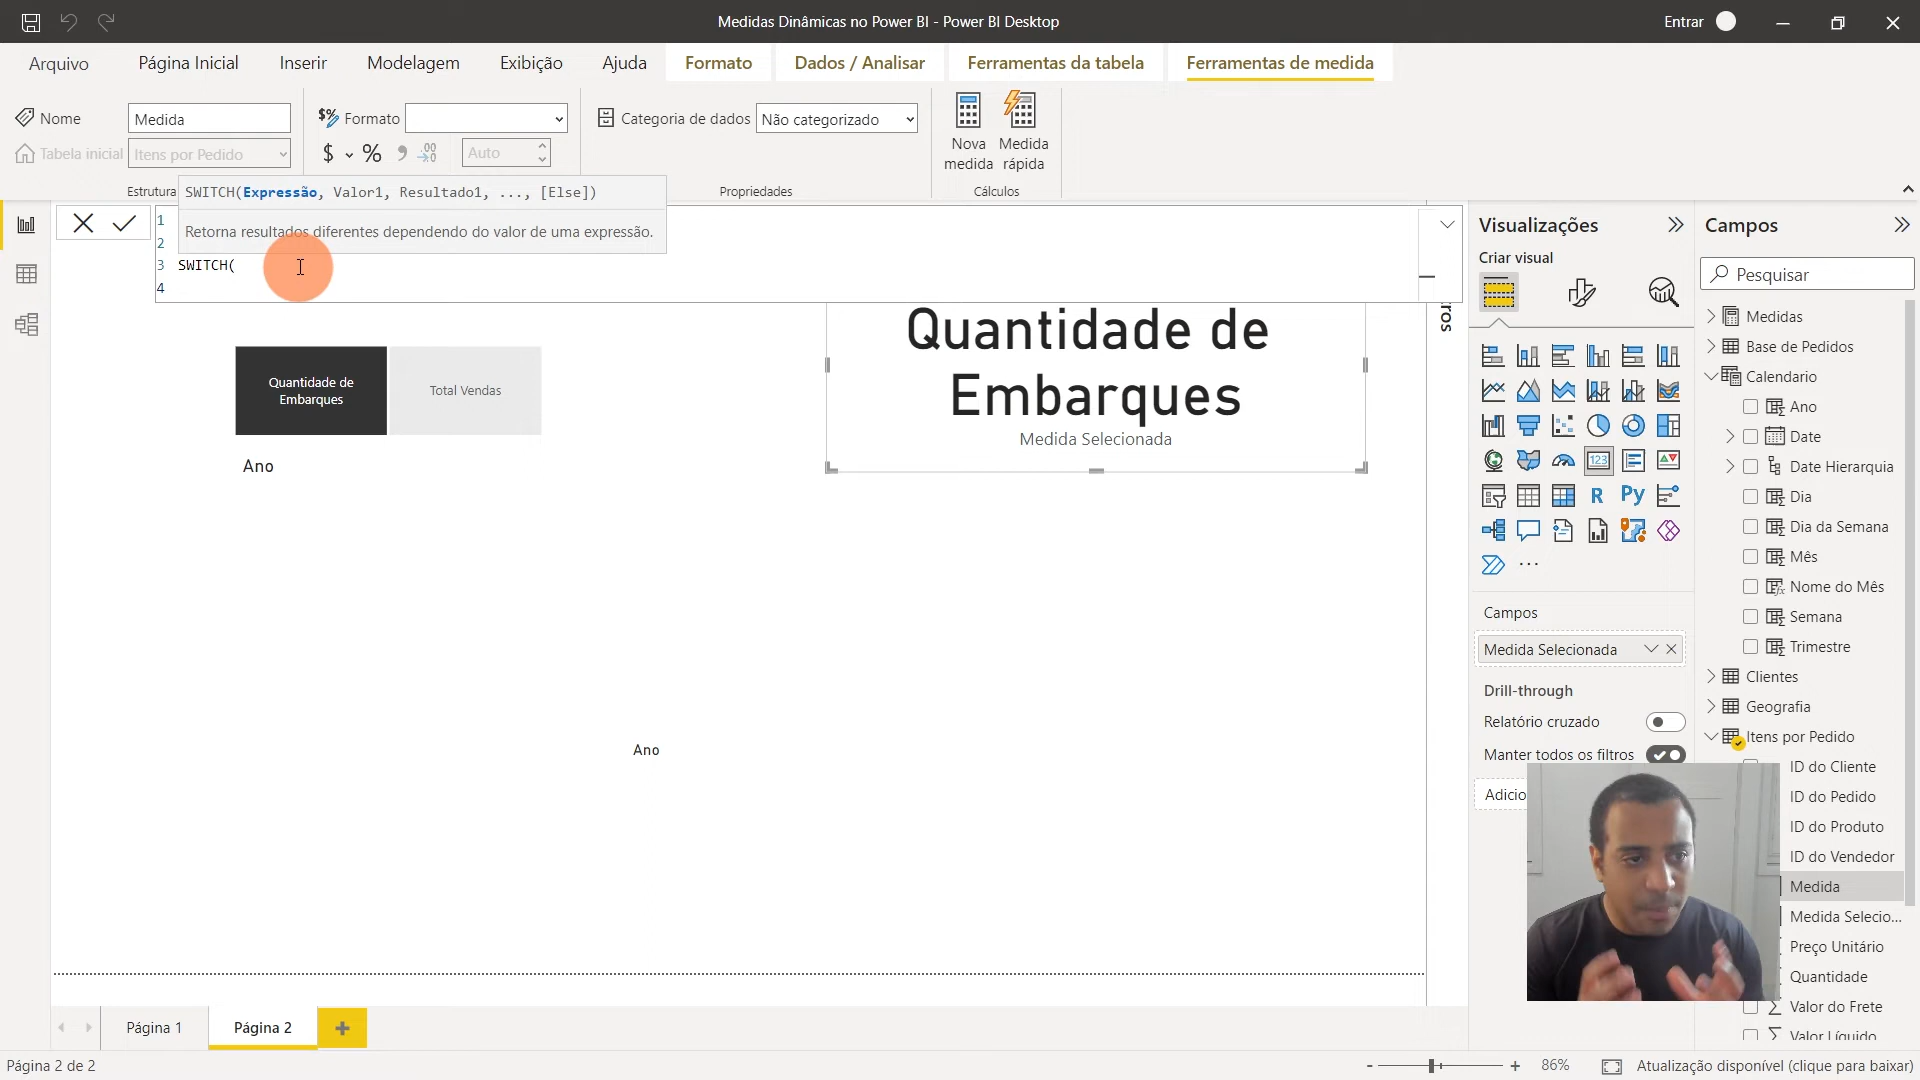 Medidas Dinâmicas no Power BI - Power BI Desktop
Entrar
Arquivo
Página Inicial
Inserir
Modelagem
Exibição
Ajuda
Formato
Dados / Analisar
Ferramentas da tabela
Ferramentas de medida
Nome
Medida
Formato
Categoria de dados
Não categorizado
Tabela inicial
Itens por Pedido
$
%
Auto
Nova medida
Medida rápida
Estrutura
Propriedades
Cálculos
SWITCH(Expressão, Valor1, Resultado1, ..., [Else])
Retorna resultados diferentes dependendo do valor de uma expressão.
1
2
3 SWITCH(
4
Quantidade de
Embarques
Total Vendas
Ano
Quantidade de
Embarques
Medida Selecionada
Ano
Visualizações
Criar visual
123
R
Py
Campos
Medida Selecionada
Drill-through
Relatório cruzado
Manter todos os filtros
Adicio
Campos
Pesquisar
Medidas
Base de Pedidos
Calendario
Ano
Date
Date Hierarquia
Dia
Dia da Semana
Mês
Nome do Mês
Semana
Trimestre
Clientes
Geografia
Itens por Pedido
ID do Cliente
ID do Pedido
ID do Produto
ID do Vendedor
Medida
Medida Selecio...
Preço Unitário
Quantidade
Valor do Frete
Valor Líquido
Página 1
Página 2
Página 2 de 2
- + 86%
Atualização disponível (clique para baixar)